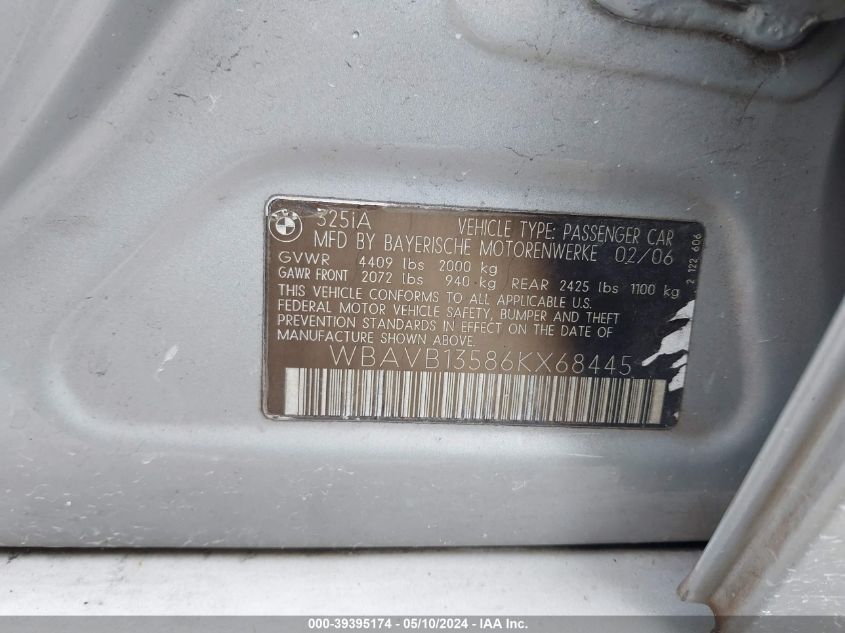 325iA VEHICLE TYPE: PASSENGER CAR
MFD BY BAYERISCHE MOTORENWERKE 02/06
GVWR 4409 lbs 2000 kg
GAWR FRONT 2072 lbs 940 kg REAR 2425 lbs 1100 kg
THIS VEHICLE CONFORMS TO ALL APPLICABLE U.S.
FEDERAL MOTOR VEHICLE SAFETY, BUMPER AND THEFT
PREVENTION STANDARDS IN EFFECT ON THE DATE OF
MANUFACTURE SHOWN ABOVE.
WBAVB13586KX68445
2 122 606
000-39395174 - 05/10/2024 - IAA Inc.